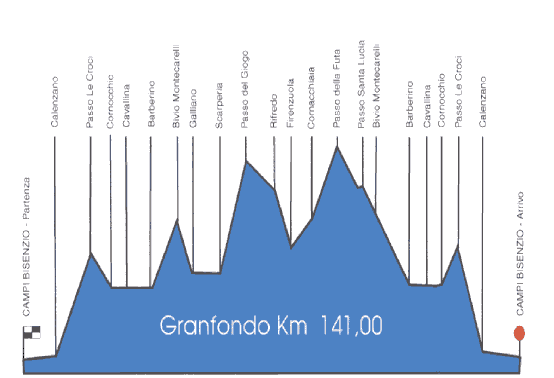 CAMPI BISENZIO - Partenza
Calenzano
Passo Le Croci
Cornocchio
Cavallina
Barberino
Bivio Montecarelli
Galliano
Scarperia
Passo del Giogo
Rifredo
Firenzuola
Cornacchiaia
Passo della Futa
Passo Santa Lucia
Bivio Montecarelli
Barberino
Cavallina
Cornocchio
Passo Le Croci
Calenzano
CAMPI BISENZIO - Arrivo
Granfondo Km 141,00